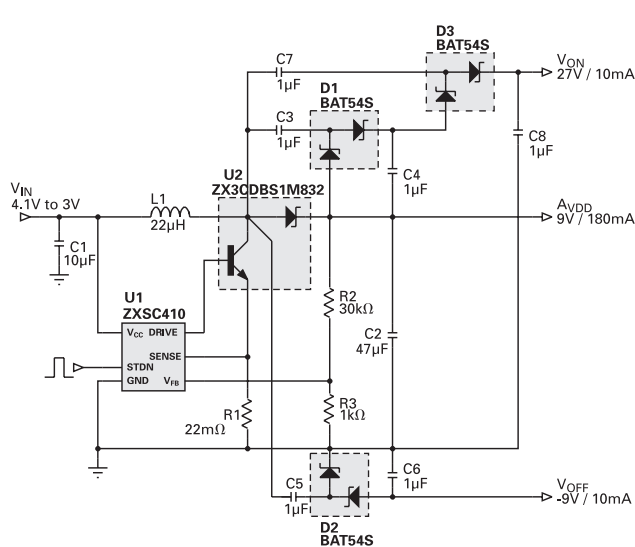 D3
BAT54S
C7
1µF
V_ON
27V / 10mA
D1
BAT54S
C3
1µF
C8
1µF
U2
ZX30DBS1M832
C4
1µF
V_IN
4.1V to 3V
L1
22µH
A_VDD
9V / 180mA
C1
10µF
U1
ZXSC410
R2
30kΩ
V_CC DRIVE
C2
47µF
SENSE
STDN
GND V_FB
R3
1kΩ
R1
22mΩ
C6
1µF
C5
1µF
V_OFF
-9V / 10mA
D2
BAT54S